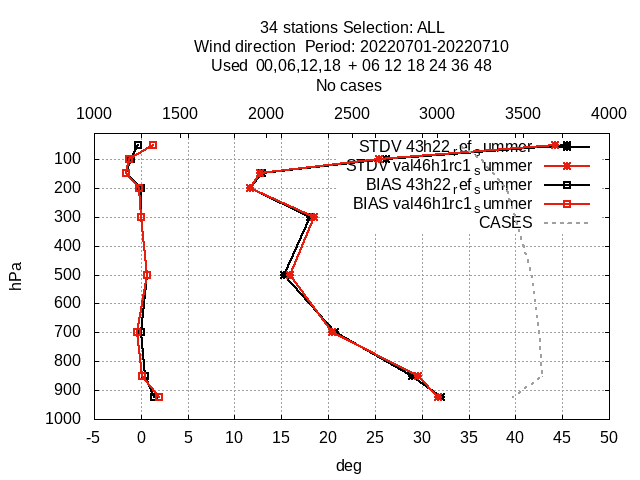 34 stations Selection: ALL
Wind direction  Period: 20220701-20220710
Used  00,06,12,18  + 06 12 18 24 36 48
No cases
1000 1500 2000 2500 3000 3500 4000
STDV 43h22_ref_summer
STDV val46h1rc1_summer
BIAS 43h22_ref_summer
BIAS val46h1rc1_summer
CASES
hPa
100
200
300
400
500
600
700
800
900
1000
-5 0 5 10 15 20 25 30 35 40 45 50
deg